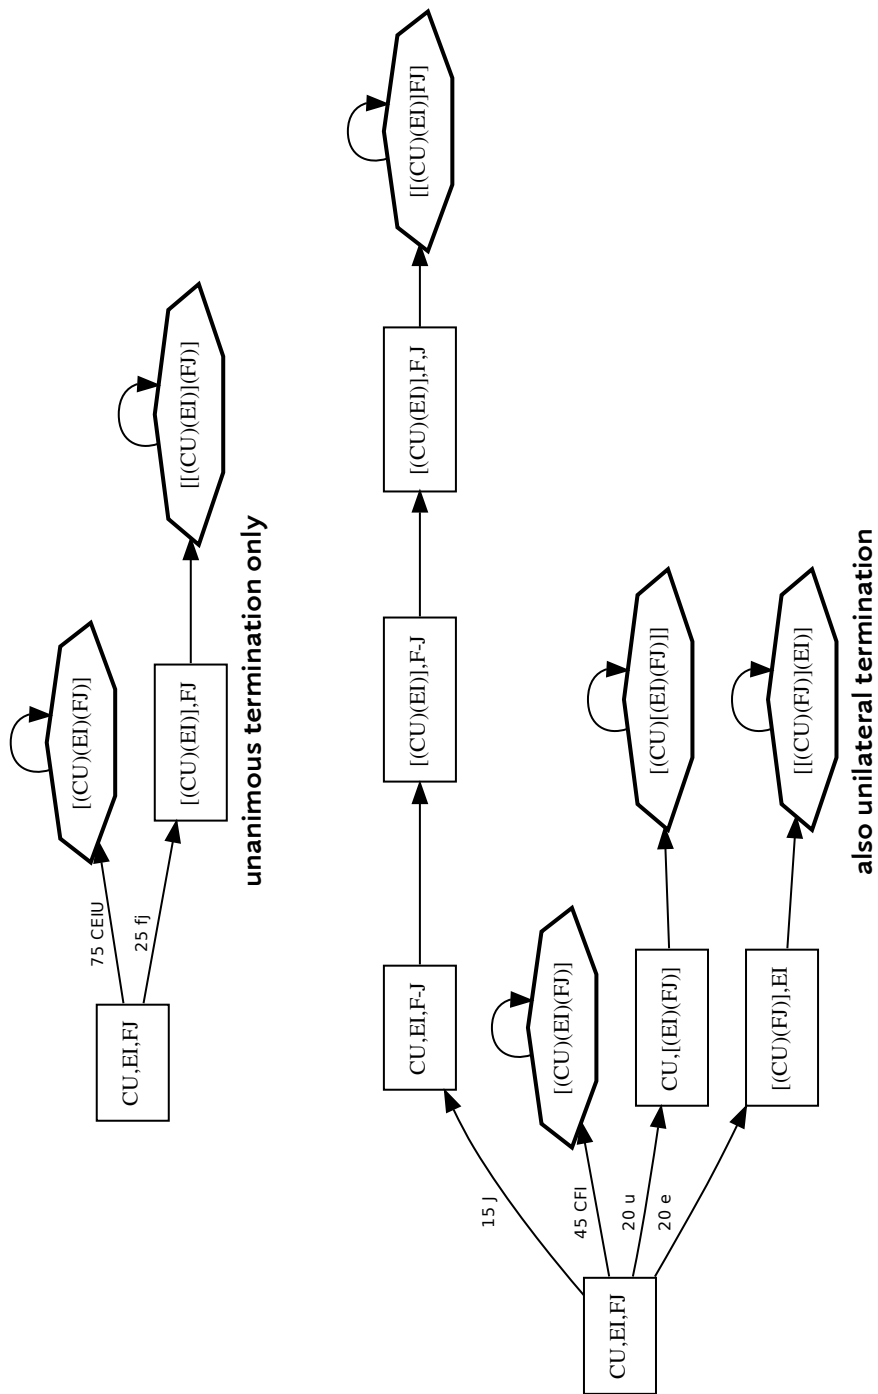 CU,EI,FJ
75 CEIU
25 fj
[(CU)(EI)(FJ)]
[(CU)(EI)],FJ
[[(CU)(EI)](FJ)]
unanimous termination only
CU,EI,FJ
15 J
45 CFI
20 u
20 e
CU,EI,F-J
[(CU)(EI)],F-J
[(CU)(EI)],F,J
[[(CU)(EI)]FJ]
[(CU)(EI)(FJ)]
CU,[(EI)(FJ)]
[(CU)[(EI)(FJ)]]
[(CU)(FJ)],EI
[[(CU)(FJ)](EI)]
also unilateral termination